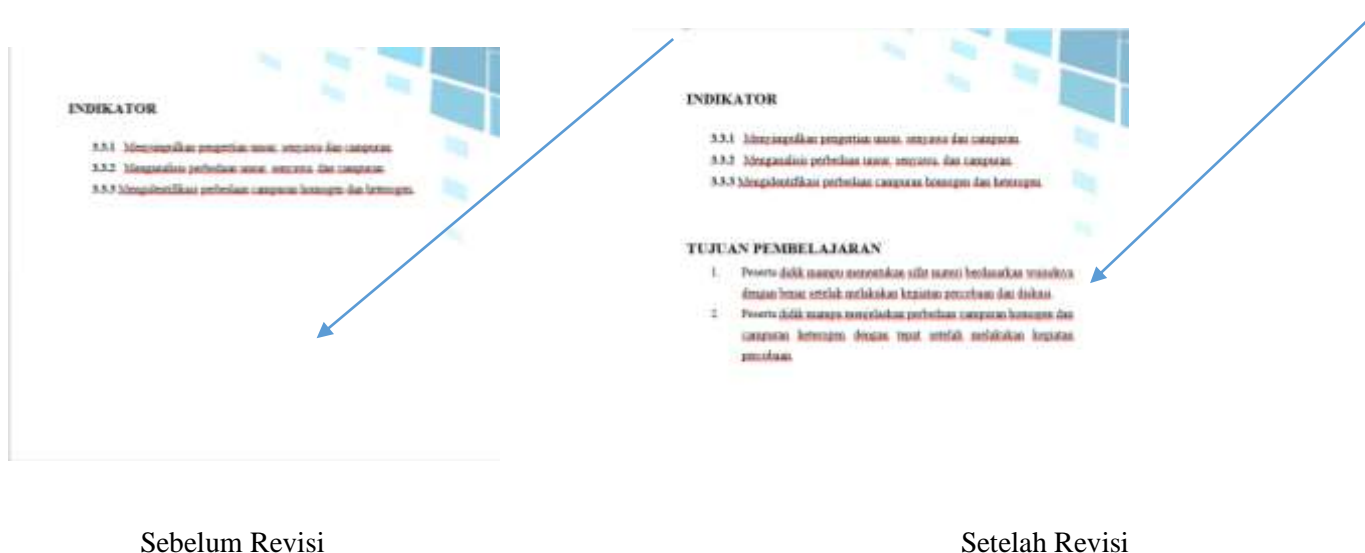 INDIKATOR
3.3.1 Menyimpulkan pengertian unsur, senyawa dan campuran.
3.3.2 Menganalisis perbedaan unsur, senyawa, dan campuran.
3.3.3 Mengidentifikasi perbedaan campuran homogen dan heterogen.
Sebelum Revisi
INDIKATOR
3.3.1 Menyimpulkan pengertian unsur, senyawa dan campuran.
3.3.2 Menganalisis perbedaan unsur, senyawa, dan campuran.
3.3.3 Mengidentifikasi perbedaan campuran homogen dan heterogen.
TUJUAN PEMBELAJARAN
1. Peserta didik mampu menentukan sifat materi berdasarkan wujudnya
dengan benar setelah melakukan kegiatan percobaan dan diskusi.
2. Peserta didik mampu menjelaskan perbedaan campuran homogen dan
campuran heterogen dengan tepat setelah melakukan kegiatan
percobaan.
Setelah Revisi